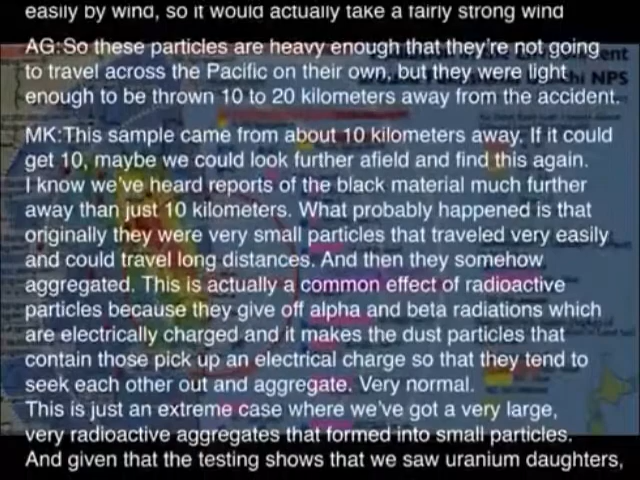 easily by wind, so it would actually take a fairly strong wind
AG:So these particles are heavy enough that they're not going
to travel across the Pacific on their own, but they were light
enough to be thrown 10 to 20 kilometers away from the accident.
MK:This sample came from about 10 kilometers away. If it could
get 10, maybe we could look further afield and find this again.
I know we've heard reports of the black material much further
away than just 10 kilometers. What probably happened is that
originally they were very small particles that traveled very easily
and could travel long distances. And then they somehow
aggregated. This is actually a common effect of radioactive
particles because they give off alpha and beta radiations which
are electrically charged and it makes the dust particles that
contain those pick up an electrical charge so that they tend to
seek each other out and aggregate. Very normal.
This is just an extreme case where we've got a very large,
very radioactive aggregates that formed into small particles.
And given that the testing shows that we saw uranium daughters,